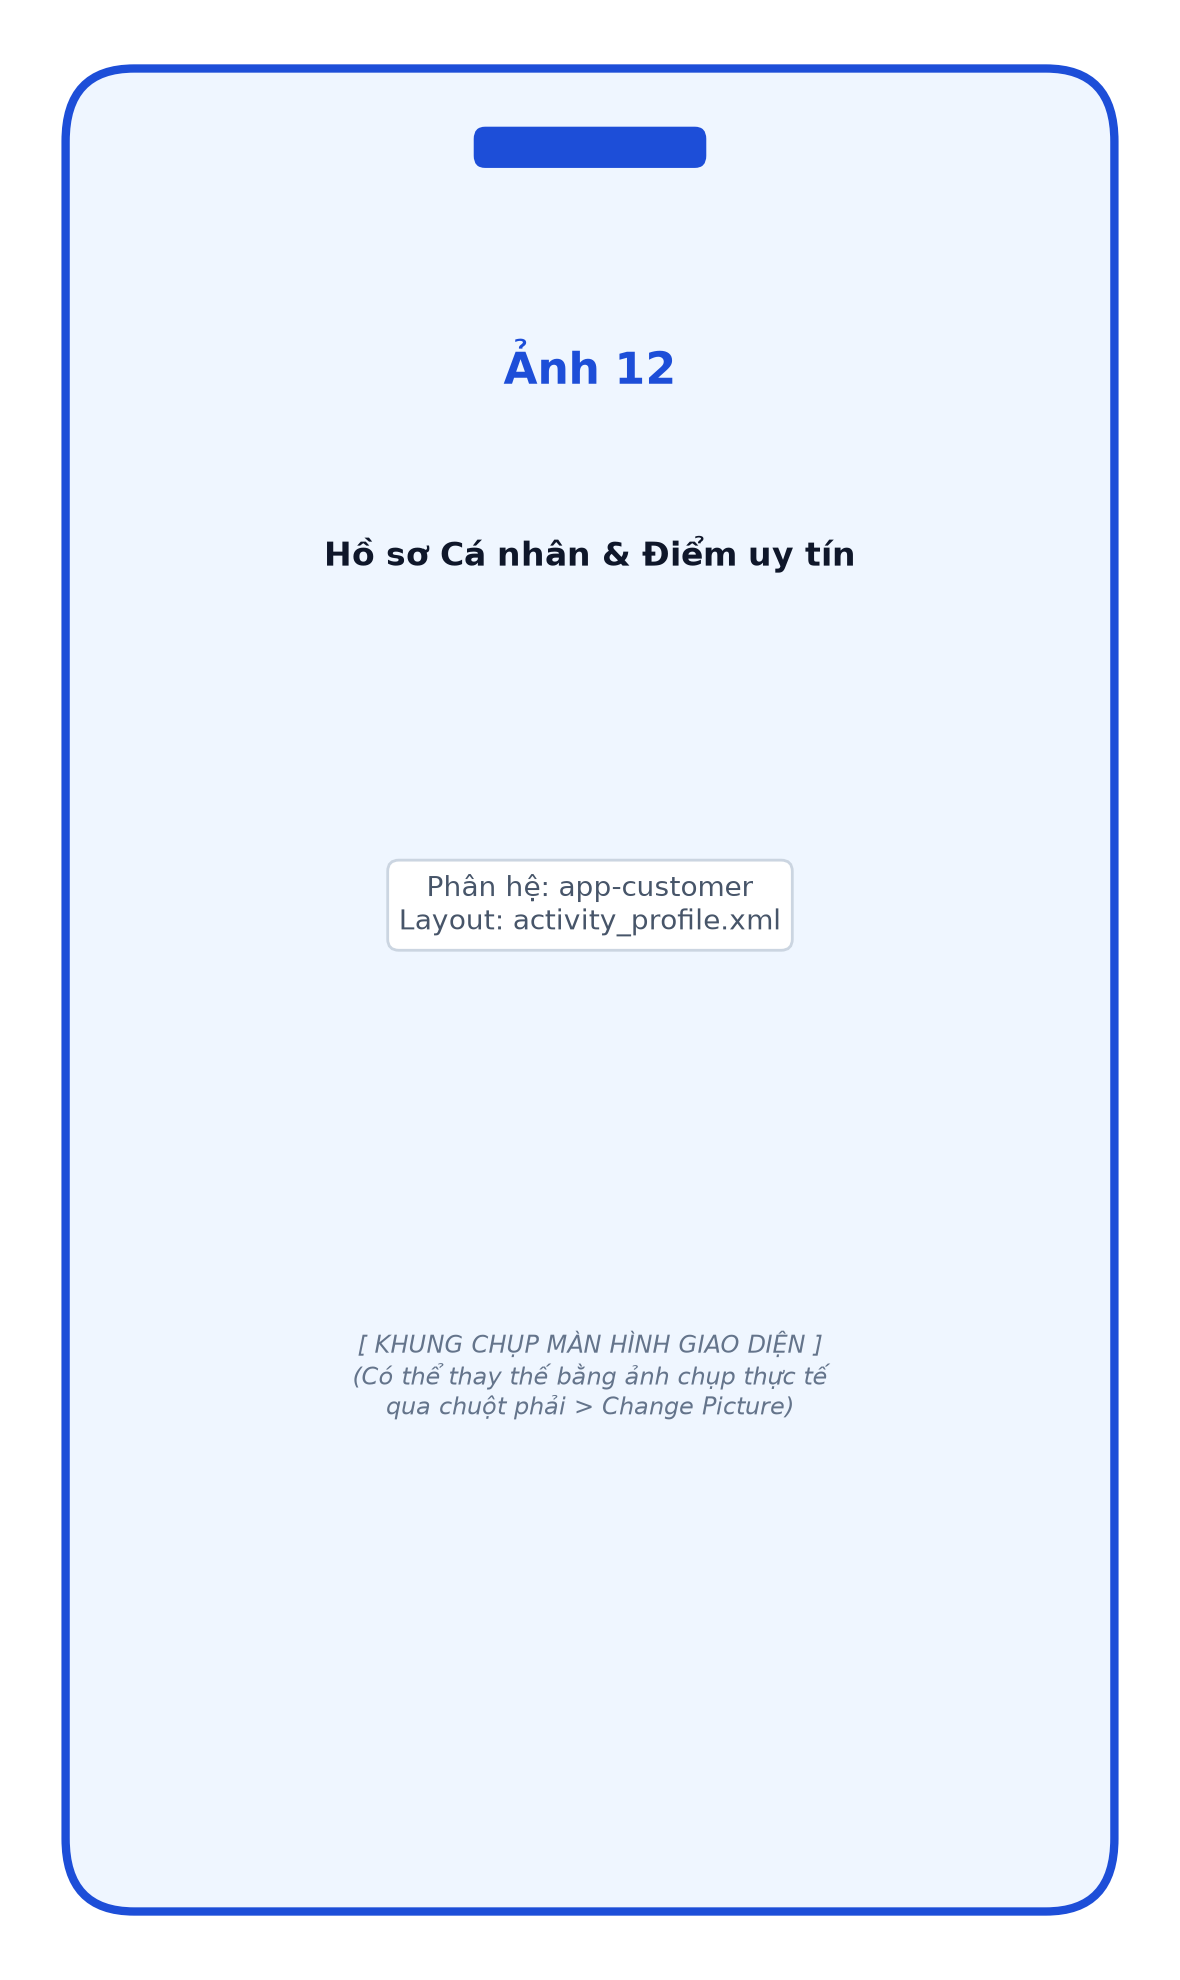 Ảnh 12
Hồ sơ Cá nhân & Điểm uy tín
Phân hệ: app-customer
Layout: activity_profile.xml
[ KHUNG CHỤP MÀN HÌNH GIAO DIỆN ]
(Có thể thay thế bằng ảnh chụp thực tế
qua chuột phải > Change Picture)